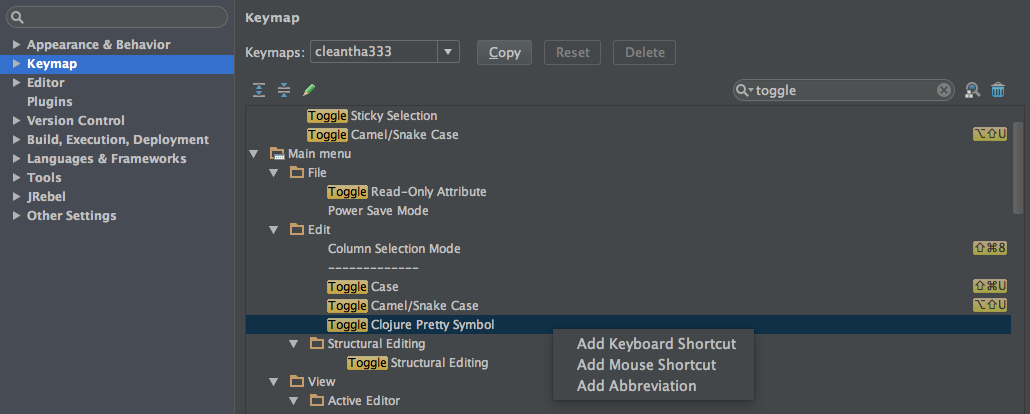 Keymap
Appearance & Behavior
Keymap
Editor
Plugins
Version Control
Build, Execution, Deployment
Languages & Frameworks
Tools
JRebel
Other Settings
Keymaps: cleantha333 Copy Reset Delete
toggle
Toggle Sticky Selection
Toggle Camel/Snake Case ⌥⇧U
Main menu
File
Toggle Read-Only Attribute
Power Save Mode
Edit
Column Selection Mode ⇧⌘8
-------------
Toggle Case ⇧⌘U
Toggle Camel/Snake Case ⌥⇧U
Toggle Clojure Pretty Symbol
Structural Editing
Toggle Structural Editing
View
Active Editor
Add Keyboard Shortcut
Add Mouse Shortcut
Add Abbreviation